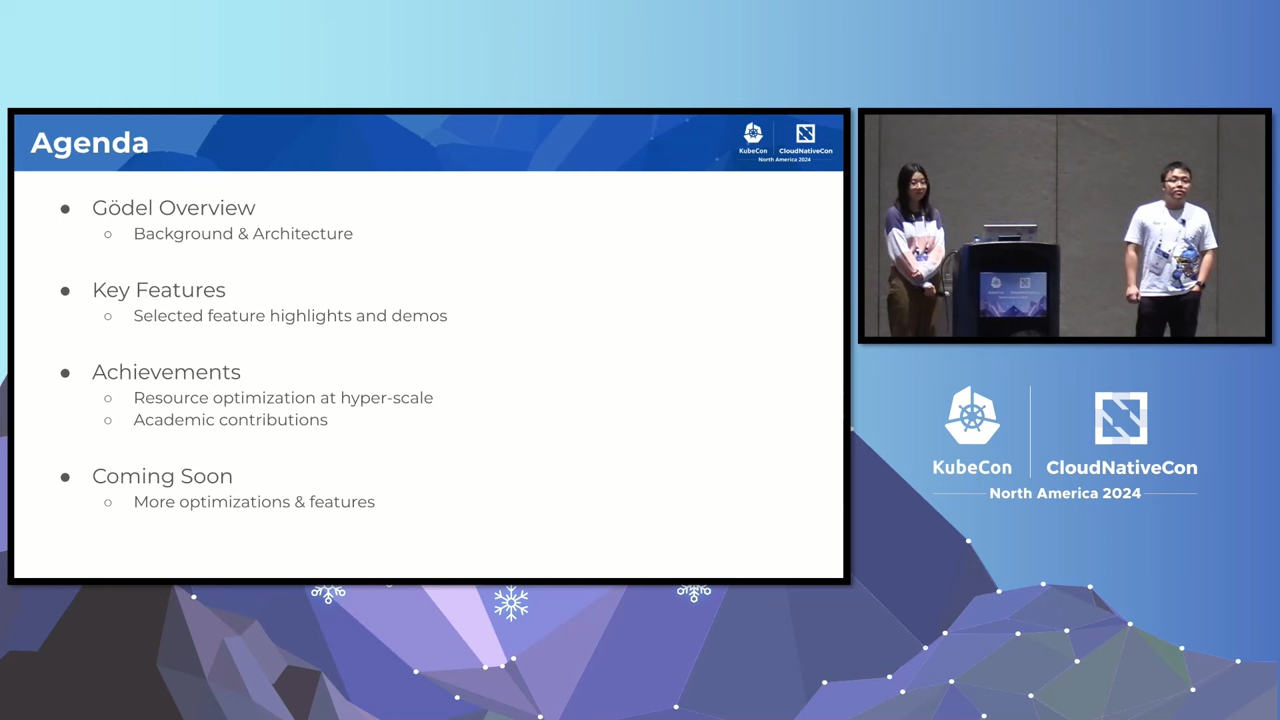 Agenda
KubeCon
CloudNativeCon
North America 2024
● Gödel Overview
○ Background & Architecture
● Key Features
○ Selected feature highlights and demos
● Achievements
○ Resource optimization at hyper-scale
○ Academic contributions
● Coming Soon
○ More optimizations & features
KubeCon
CloudNativeCon
North America 2024